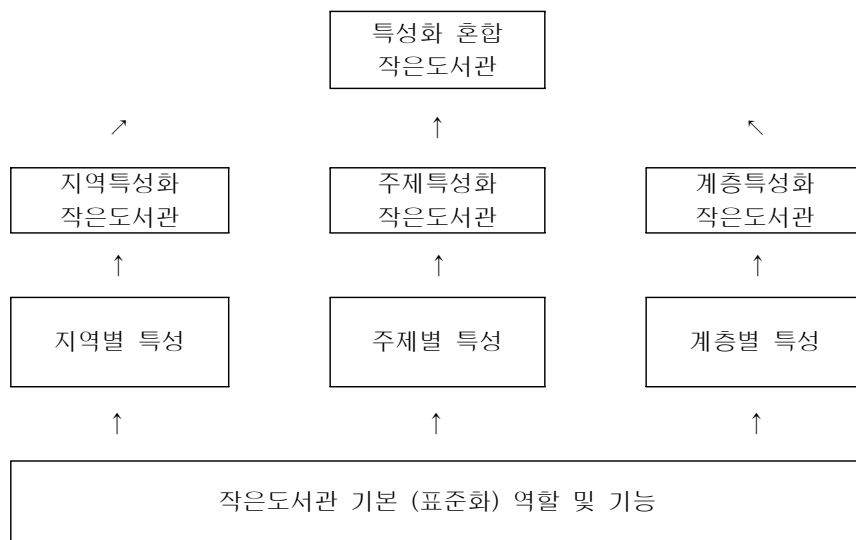 특성화 혼합
작은도서관
↗ ↑ ↖
지역특성화
작은도서관
주제특성화
작은도서관
계층특성화
작은도서관
↑ ↑ ↑
지역별 특성
주제별 특성
계층별 특성
↑ ↑ ↑
작은도서관 기본 (표준화) 역할 및 기능